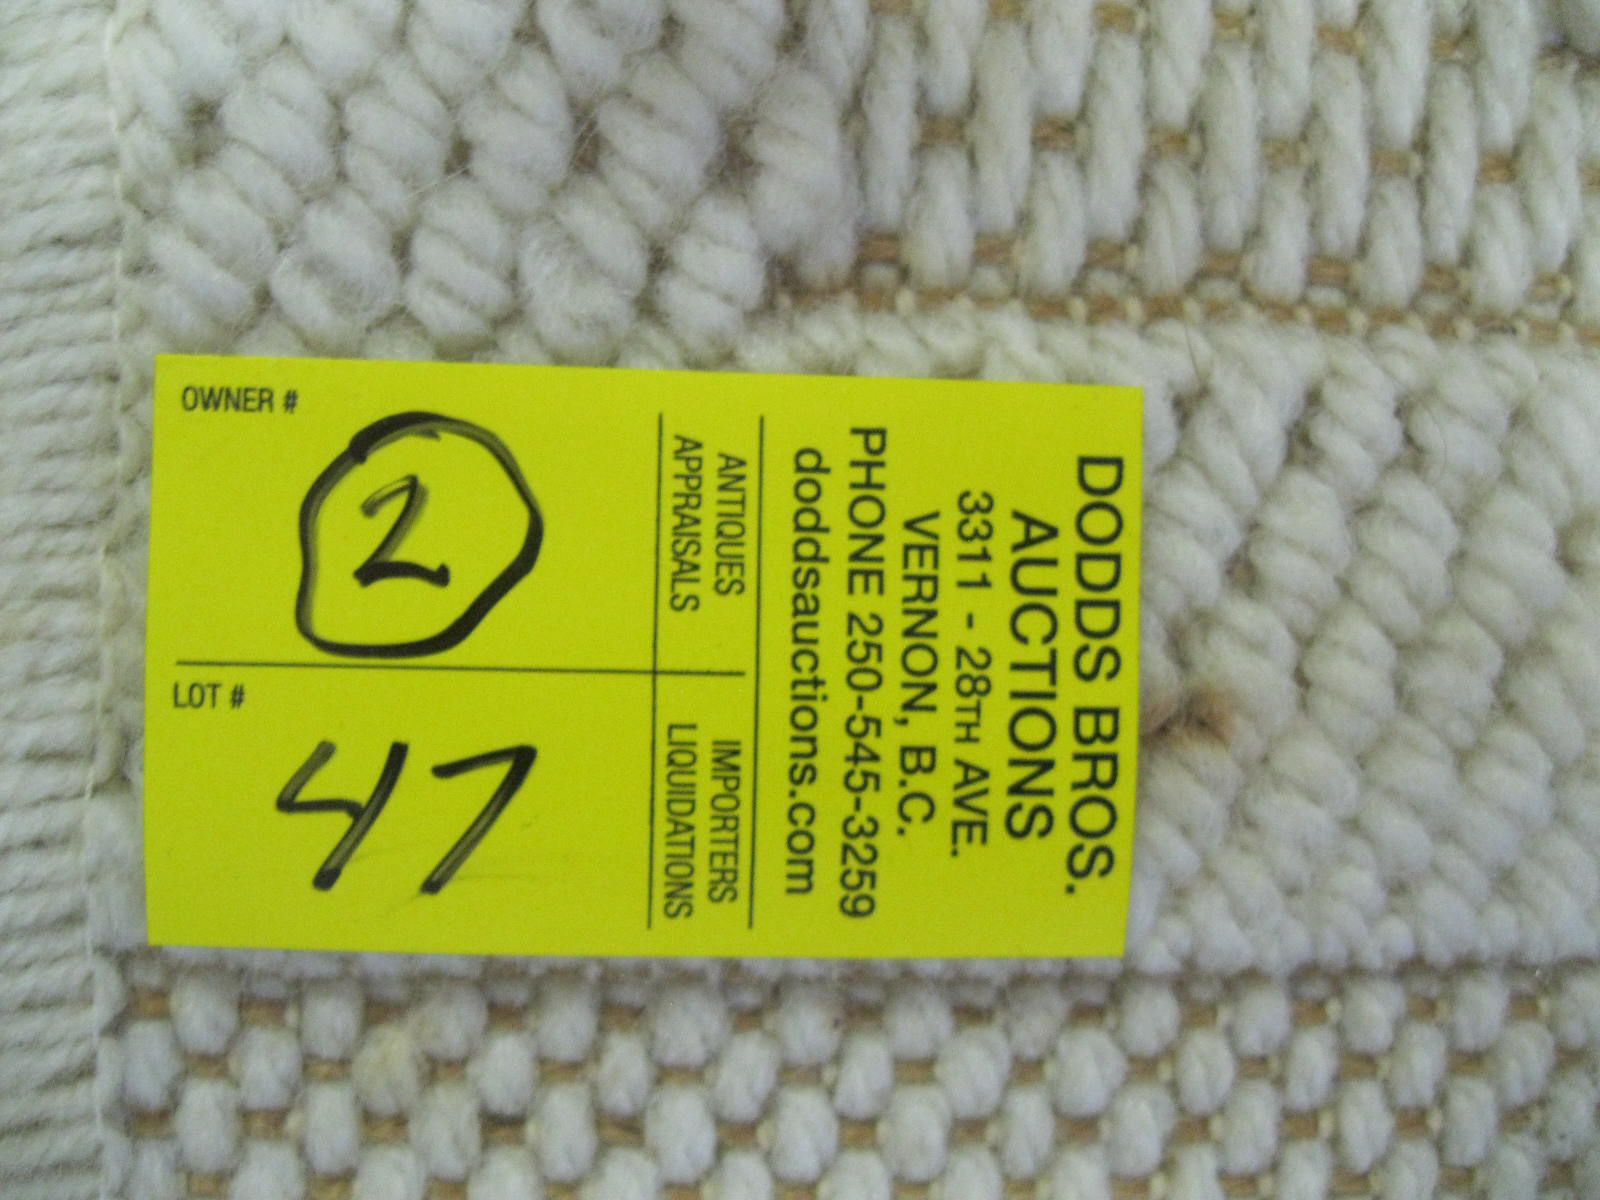 DODDS BROS.
AUCTIONS
3311 - 28TH AVE.
VERNON, B.C.
PHONE 250-545-3259
doddsauctions.com
ANTIQUES IMPORTERS
APPRAISALS LIQUIDATIONS
OWNER #
2
LOT #
47